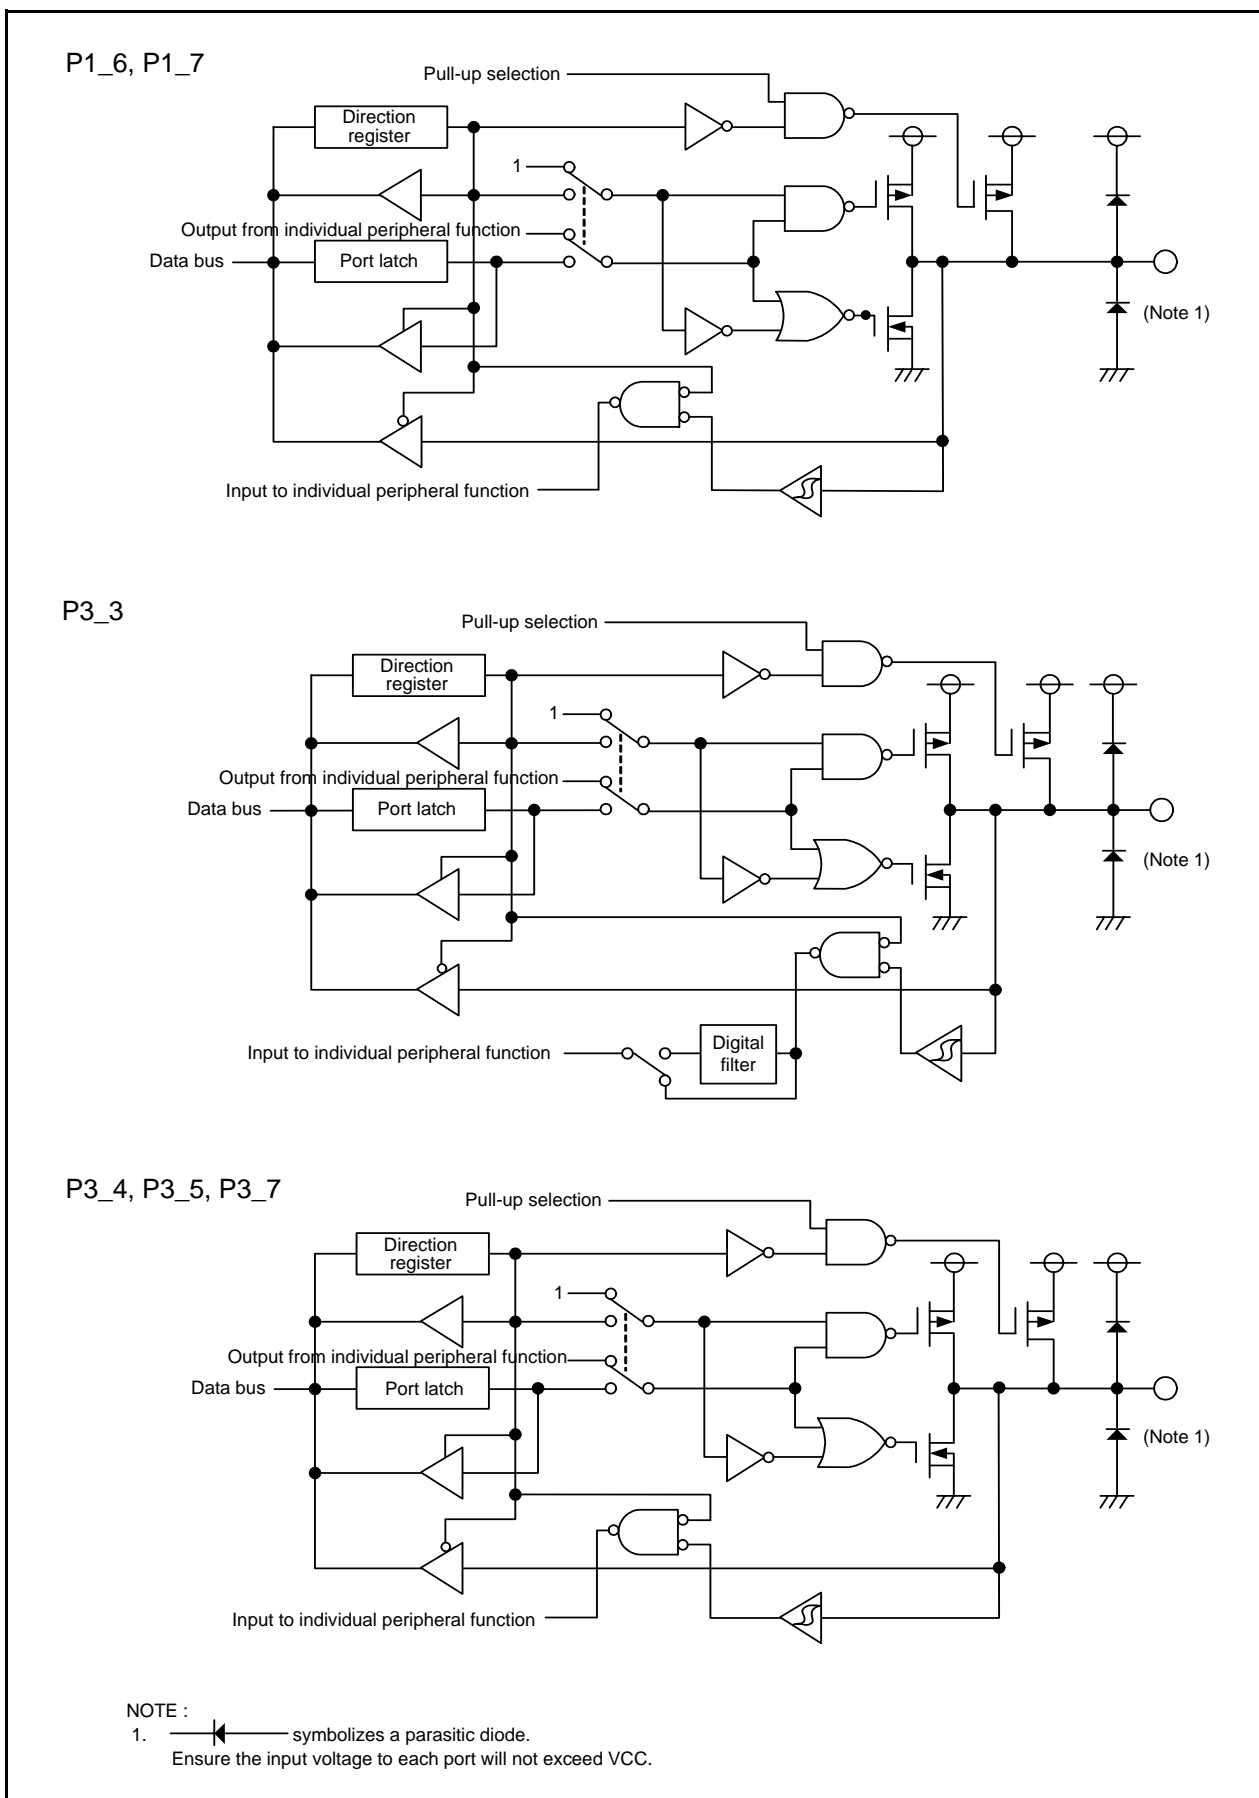 P1_6, P1_7
Pull-up selection
Direction
register
1
Output from individual peripheral function
Data bus
Port latch
(Note 1)
Input to individual peripheral function
P3_3
Pull-up selection
Direction
register
1
Output from individual peripheral function
Data bus
Port latch
(Note 1)
Input to individual peripheral function
Digital
filter
P3_4, P3_5, P3_7
Pull-up selection
Direction
register
1
Output from individual peripheral function
Data bus
Port latch
(Note 1)
Input to individual peripheral function
NOTE :
1. symbolizes a parasitic diode.
Ensure the input voltage to each port will not exceed VCC.